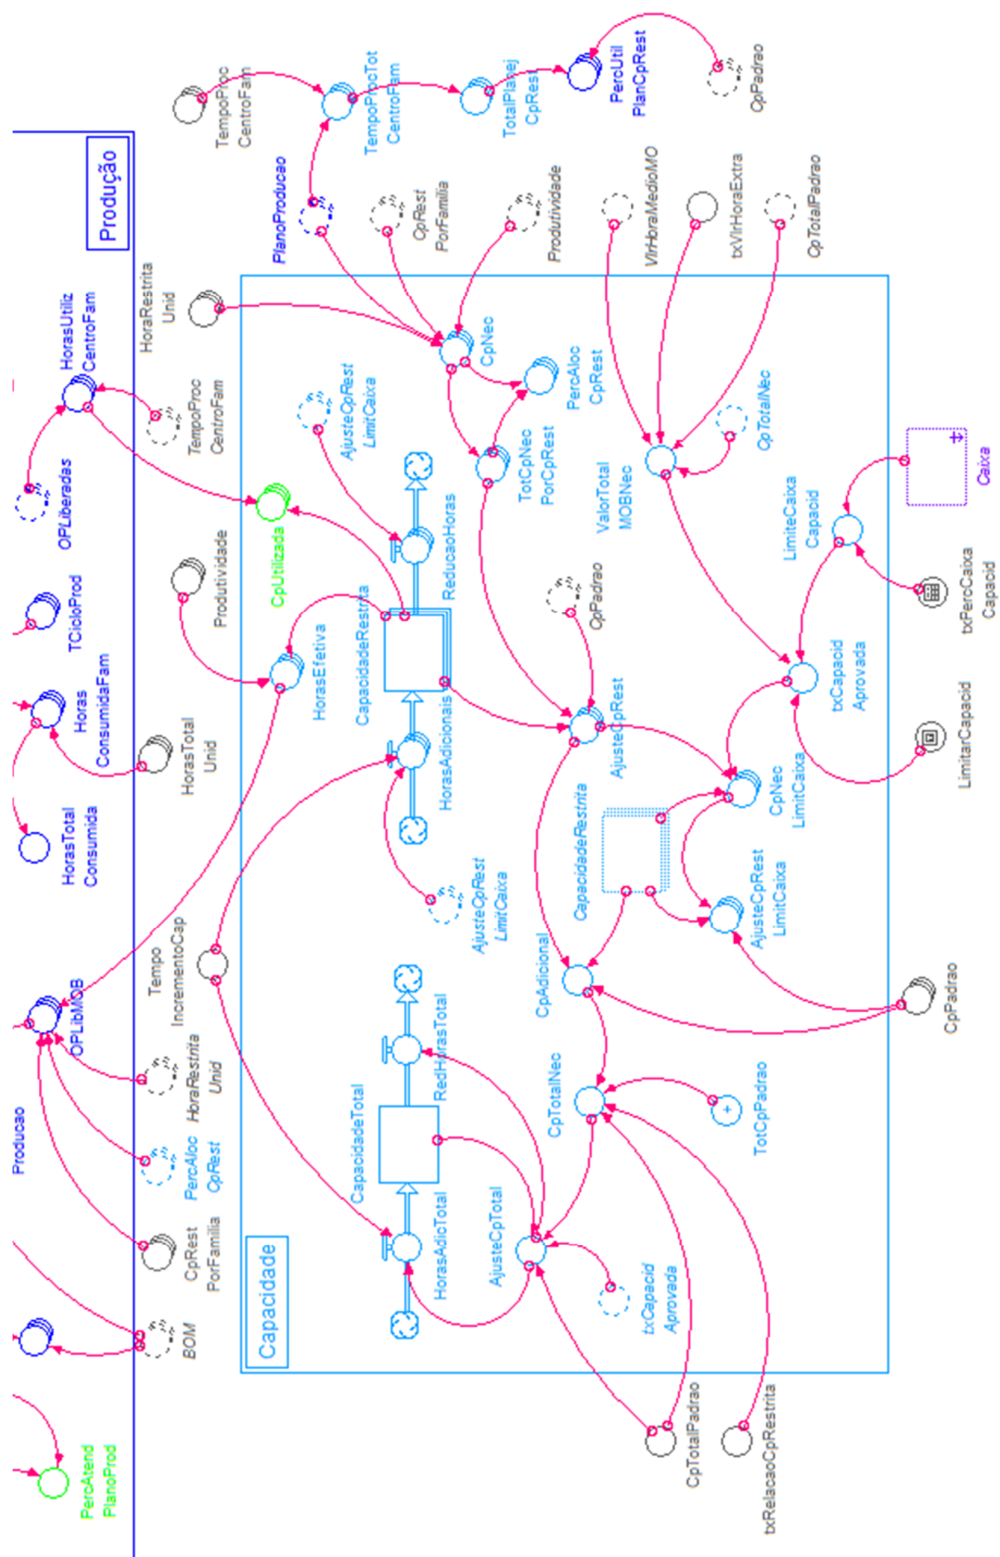 Produção
Producao
PercAtend
PlanoProd
OPLibMOB
HorasTotal
Consumida
Horas
ConsumidaFam
TCicloProd
OPLiberadas
HorasUtiliz
CentroFam
BOM
CpRest
PorFamilia
PercAloc
CpRest
HoraRestrita
Unid
Tempo
IncrementoCap
HorasTotal
Unid
Produtividade
TempoProc
CentroFam
HoraRestrita
Unid
TempoProc
CentroFam
Capacidade
HorasEfetiva
CpUtilizada
AjusteCpRest
LimitCaixa
PlanoProducao
TempoProcTot
CentroFam
CapacidadeTotal
HorasAdicTotal
RedHorasTotal
CapacidadeRestrita
HorasAdicionais
ReducaoHoras
AjusteCpRest
LimitCaixa
CpRest
PorFamilia
CpNec
TotalPlanej
CpRest
AjusteCpTotal
CpAdicional
CpTotalNec
TotCpNec
PorCpRest
PercAloc
CpRest
Produtividade
PercUtil
PlanCpRest
txCapacid
Aprovada
CapacidadeRestrita
AjusteCpRest
CpPadrao
ValorTotal
MOBNec
VlrHoraMedioMO
CpTotalPadrao
TotCpPadrao
AjusteCpRest
LimitCaixa
CpNec
LimitCaixa
CpTotalNec
txVlrHoraExtra
CpPadrao
txRelacaoCpRestrita
txCapacid
Aprovada
LimiteCaixa
Capacid
CpTotalPadrao
CpPadrao
LimitarCapacid
txPercCaixa
Capacid
Caixa